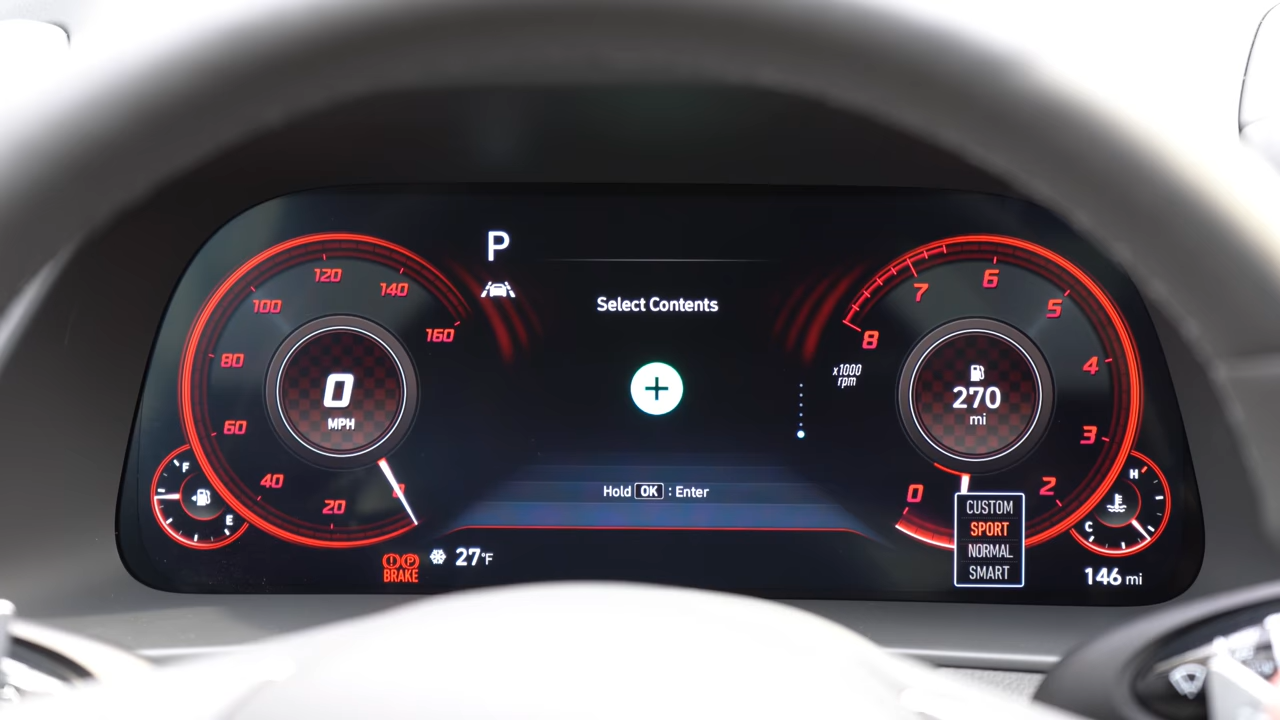 P
Select Contents
Hold OK : Enter
0
20
40
60
80
100
120
140
160
0
MPH
F
E
BRAKE
P
27°F
8
7
6
5
4
3
2
0
x1000
rpm
270
mi
CUSTOM
SPORT
NORMAL
SMART
H
C
146 mi